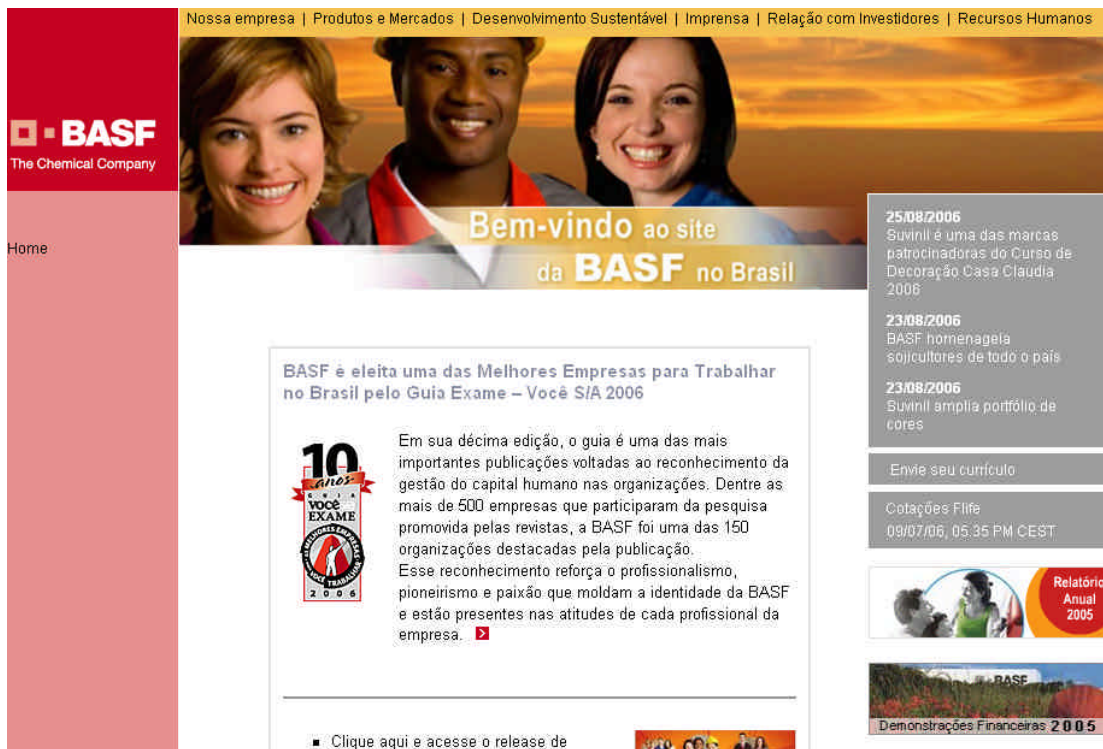 Nossa empresa | Produtos e Mercados | Desenvolvimento Sustentável | Imprensa | Relação com Investidores | Recursos Humanos
BASF
The Chemical Company
Home
Bem-vindo ao site
da BASF no Brasil
25/08/2006
Suvinil é uma das marcas
patrocinadoras do Curso de
Decoração Casa Claudia
2006
23/08/2006
BASF homenageia
sojicultores de todo o país
23/08/2006
Suvinil amplia portfólio de
cores
Envie seu currículo
Cotações Flife
09/07/06, 05.35 PM CEST
Relatório
Anual
2005
BASF
Demonstrações Financeiras 2005
BASF é eleita uma das Melhores Empresas para Trabalhar
no Brasil pelo Guia Exame – Você S/A 2006
10
anos
GUIA
VOCÊ
EXAME
AS MELHORES EMPRESAS
PARA VOCÊ TRABALHAR
2006
Em sua décima edição, o guia é uma das mais
importantes publicações voltadas ao reconhecimento da
gestão do capital humano nas organizações. Dentre as
mais de 500 empresas que participaram da pesquisa
promovida pelas revistas, a BASF foi uma das 150
organizações destacadas pela publicação.
Esse reconhecimento reforça o profissionalismo,
pioneirismo e paixão que moldam a identidade da BASF
e estão presentes nas atitudes de cada profissional da
empresa.
Clique aqui e acesse o release de